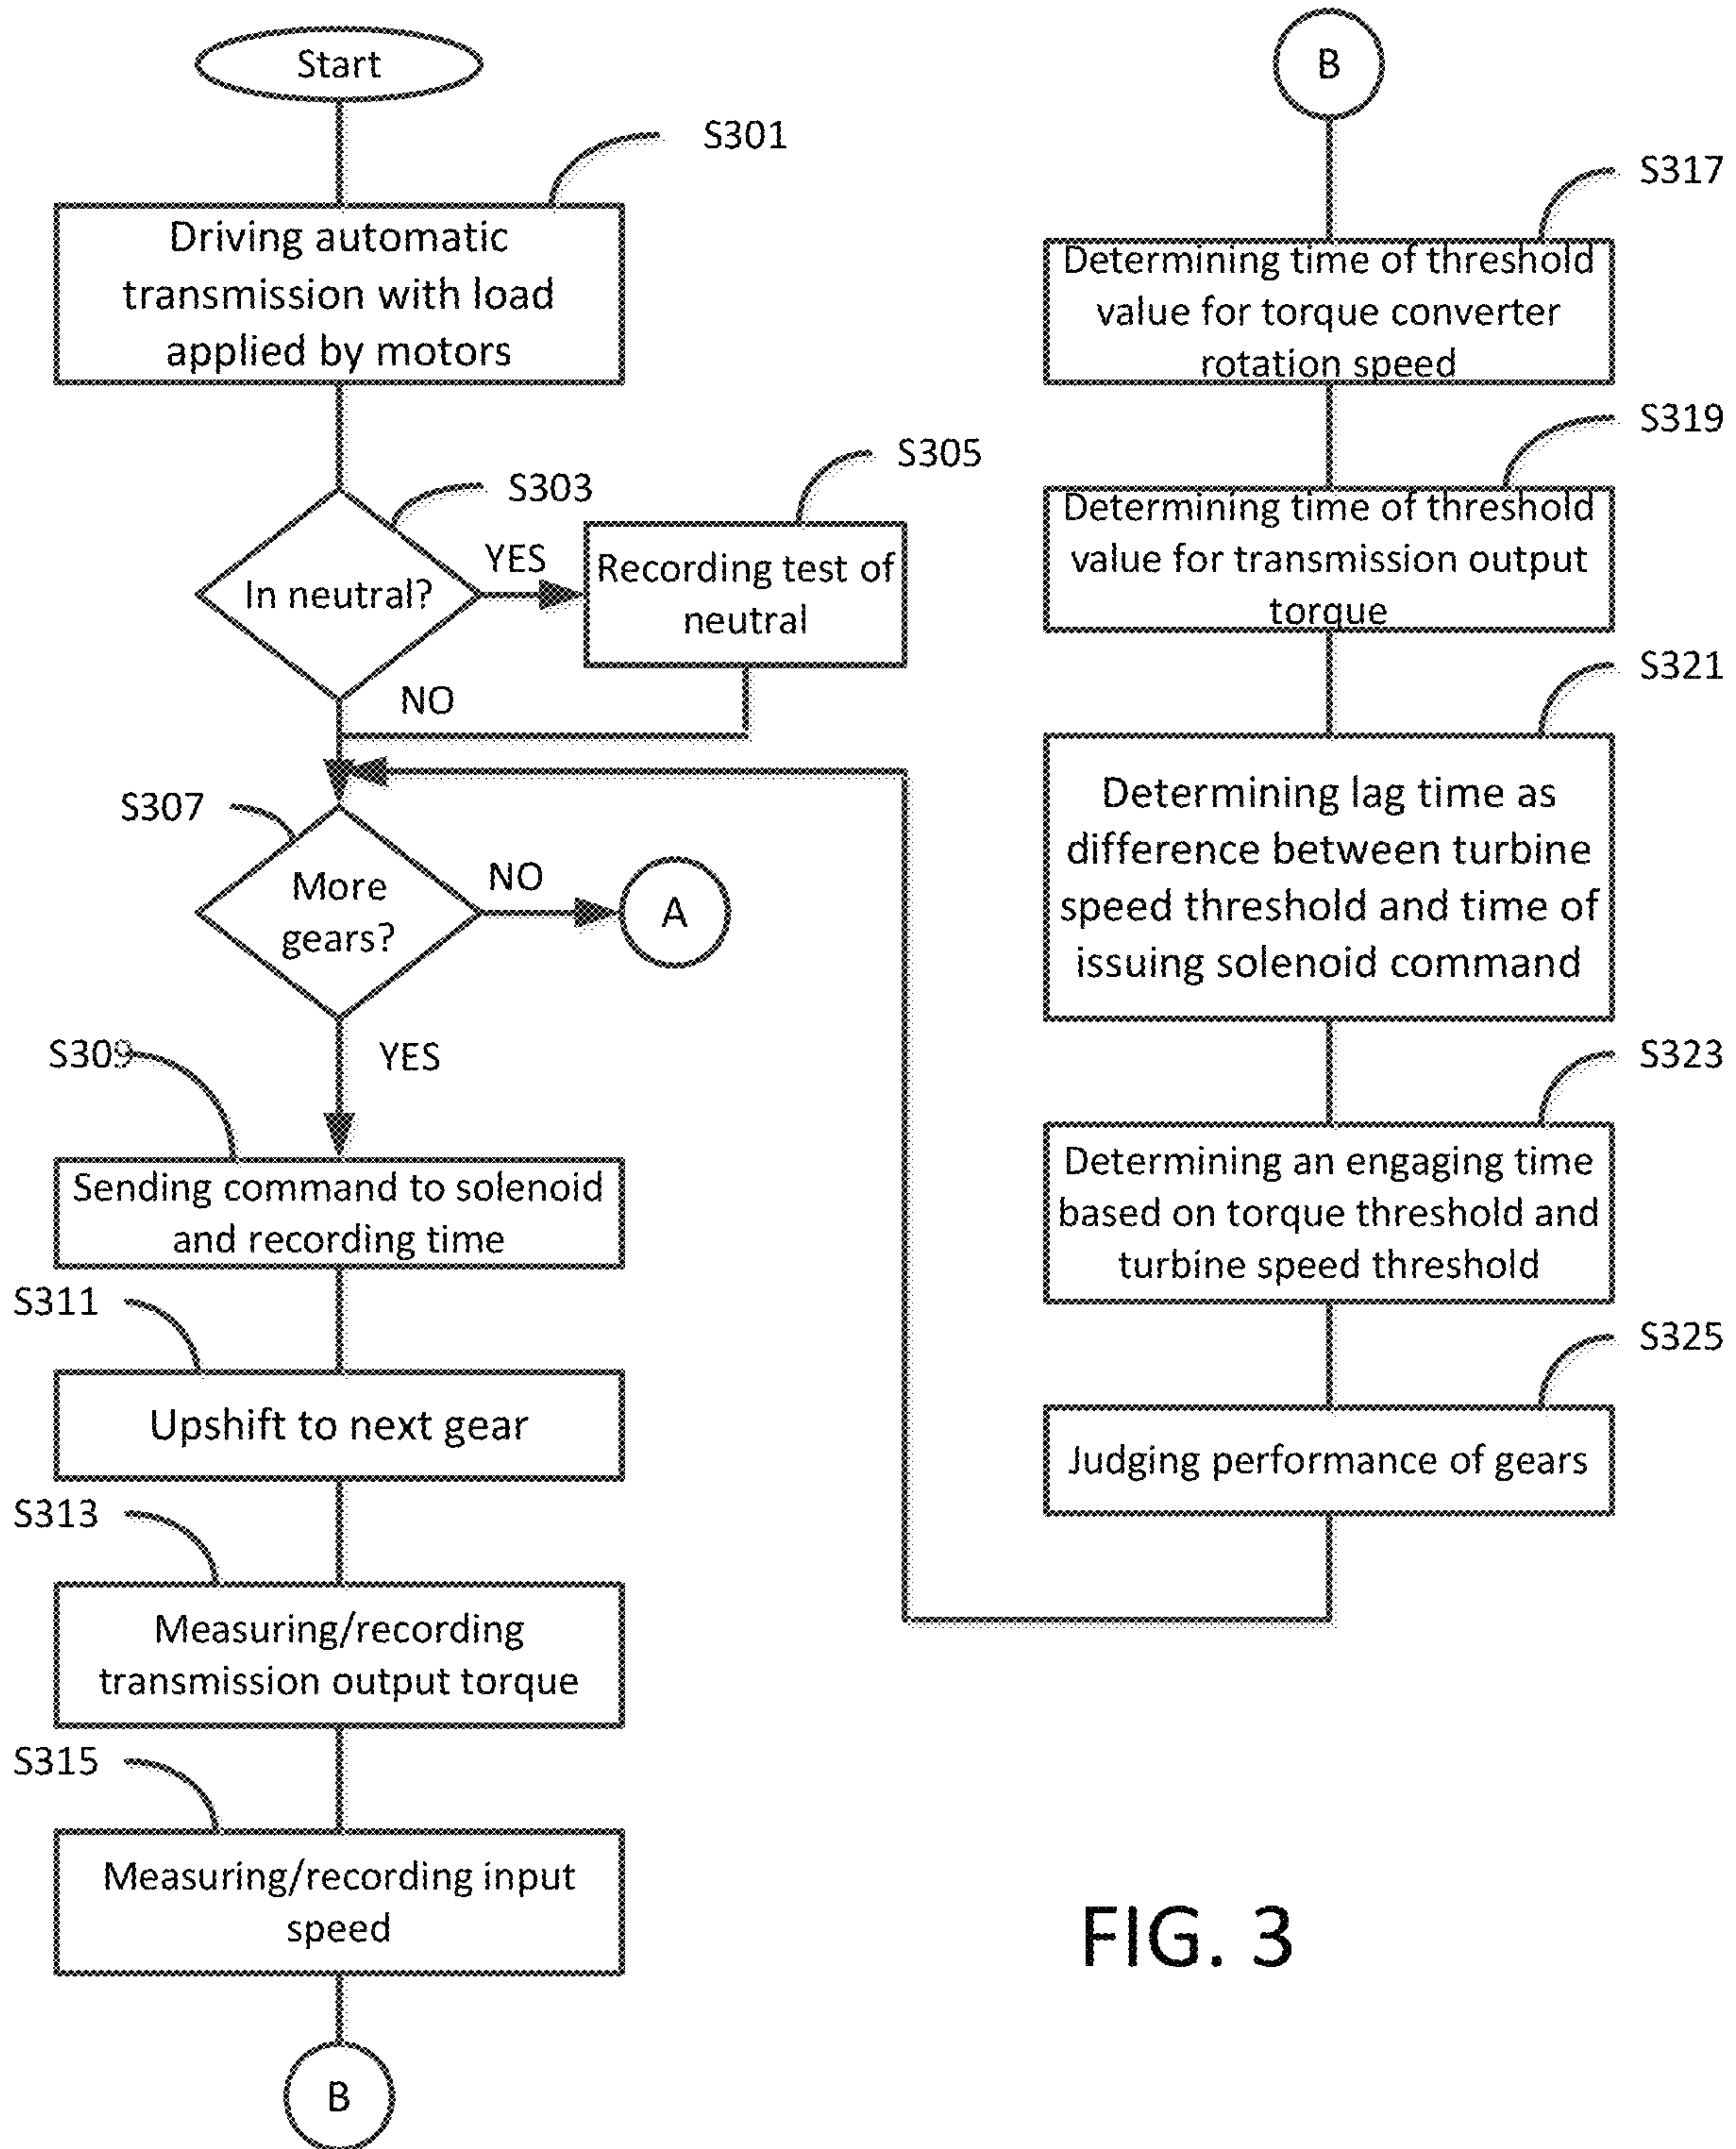 Start
S301
Driving automatic
transmission with load
applied by motors
S303
In neutral?
YES
S305
Recording test of
neutral
NO
S307
More
gears?
NO
A
YES
S309
Sending command to solenoid
and recording time
S311
Upshift to next gear
S313
Measuring/recording
transmission output torque
S315
Measuring/recording input
speed
B
B
S317
Determining time of threshold
value for torque converter
rotation speed
S319
Determining time of threshold
value for transmission output
torque
S321
Determining lag time as
difference between turbine
speed threshold and time of
issuing solenoid command
S323
Determining an engaging time
based on torque threshold and
turbine speed threshold
S325
Judging performance of gears
FIG. 3